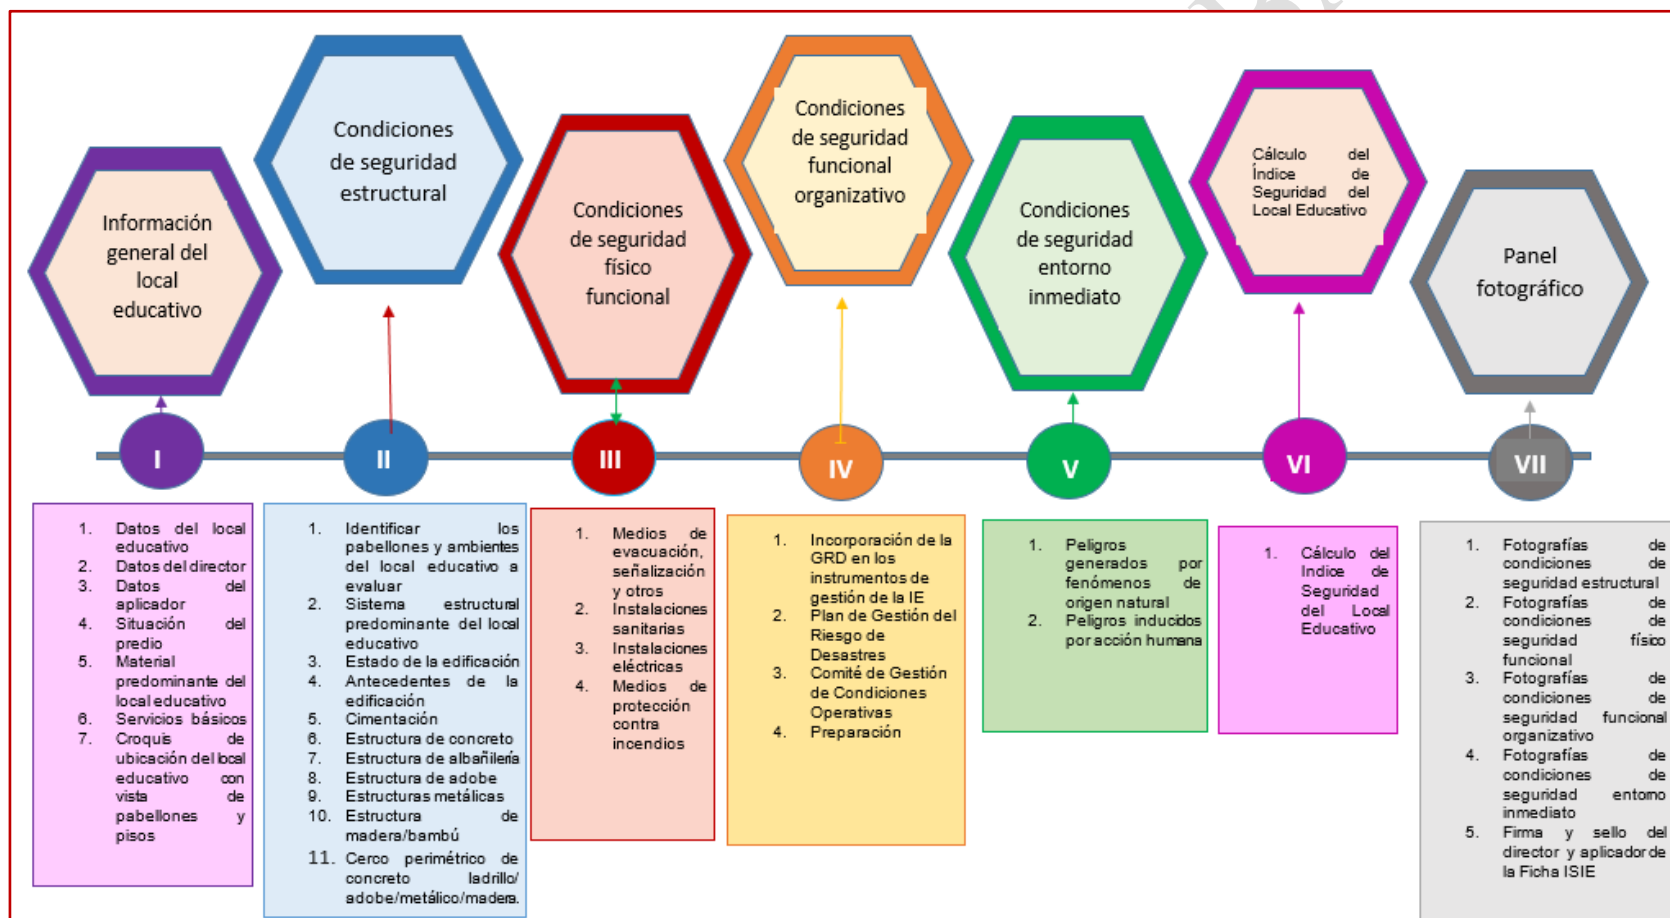 Información
general del
local
educativo
Condiciones
de seguridad
estructural
Condiciones
de seguridad
físico
funcional
Condiciones
de seguridad
funcional
organizativo
Condiciones
de seguridad
entorno
inmediato
Cálculo del
Índice de
Seguridad del
Local Educativo
Panel
fotográfico
I
II
III
IV
V
VI
VII
1. Datos del local
educativo
2. Datos del director
3. Datos del
aplicador
4. Situación del
predio
5. Material
predominante del
local educativo
6. Servicios básicos
7. Croquis de
ubicación del local
educativo con
vista de
pabellones y
pisos
1. Identificar los
pabellones y ambientes
del local educativo a
evaluar
2. Sistema estructural
predominante del local
educativo
3. Estado de la edificación
4. Antecedentes de la
edificación
5. Cimentación
6. Estructura de concreto
7. Estructura de albañilería
8. Estructura de adobe
9. Estructuras metálicas
10. Estructura de
madera/bambú
11. Cerco perimétrico de
concreto ladrillo/
adobe/metálico/madera.
1. Medios de
evacuación,
señalización
y otros
2. Instalaciones
sanitarias
3. Instalaciones
eléctricas
4. Medios de
protección
contra
incendios
1. Incorporación de la
GRD en los
instrumentos de
gestión de la IE
2. Plan de Gestión del
Riesgo de
Desastres
3. Comité de Gestión
de Condiciones
Operativas
4. Preparación
1. Peligros
generados por
fenómenos de
origen natural
2. Peligros inducidos
por acción humana
1. Cálculo del
Indice de
Seguridad
del Local
Educativo
1. Fotografías de
condiciones de
seguridad estructural
2. Fotografías de
condiciones de
seguridad físico
funcional
3. Fotografías de
condiciones de
seguridad funcional
organizativo
4. Fotografías de
condiciones de
seguridad entorno
inmediato
5. Firma y sello del
director y aplicador de
la Ficha ISIE